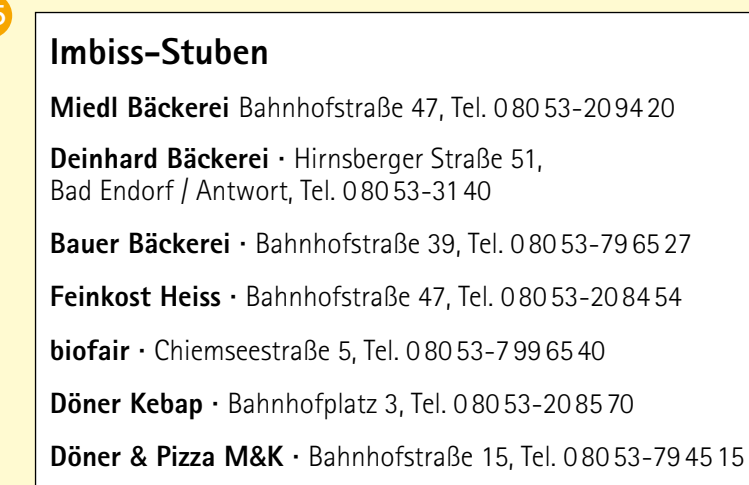 Imbiss-Stuben
Miedl Bäckerei Bahnhofstraße 47, Tel. 0 80 53-20 94 20
Deinhard Bäckerei · Hirnsberger Straße 51,
Bad Endorf / Antwort, Tel. 0 80 53-31 40
Bauer Bäckerei · Bahnhofstraße 39, Tel. 0 80 53-79 65 27
Feinkost Heiss · Bahnhofstraße 47, Tel. 0 80 53-20 84 54
biofair · Chiemseestraße 5, Tel. 0 80 53-7 99 65 40
Döner Kebap · Bahnhofplatz 3, Tel. 0 80 53-20 85 70
Döner & Pizza M&K · Bahnhofstraße 15, Tel. 0 80 53-79 45 15